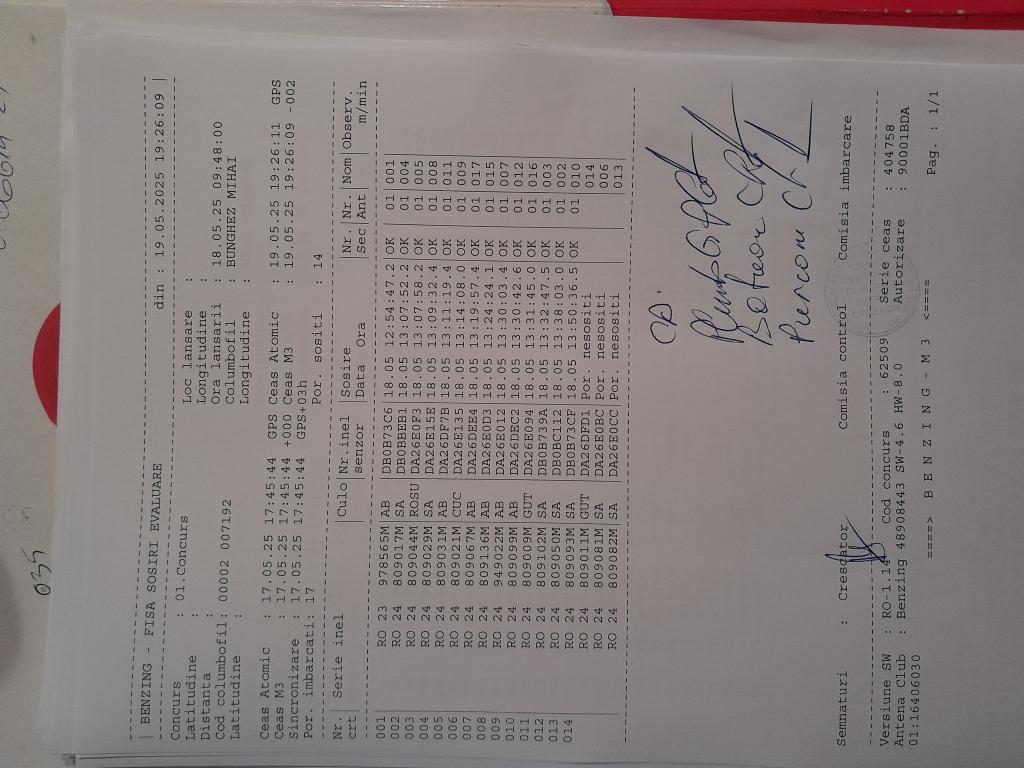 035
| BENZING - FISA SOSIRI EVALUARE din : 19.05.2025 19:26:09 |
Concurs : 01.Concurs Loc lansare :
Latitudine : Longitudine :
Distanta : Ora lansarii : 18.05.25 09:48:00
Cod columbofil: 00002 007192 Columbofil : BUNGHEZ MIHAI
Latitudine : Longitudine :
Ceas Atomic : 17.05.25 17:45:44 GPS Ceas Atomic : 19.05.25 19:26:11 GPS
Ceas M3 : 17.05.25 17:45:44 +000 Ceas M3 : 19.05.25 19:26:09 -002
Sincronizare : 17.05.25 17:45:44 GPS+03h
Por. imbarcati: 17 Por. sositi : 14
Nr.| Serie inel |Culo|Nr.inel |Sosire |Nr.|Nr.|Nom|Observ.
crt| | |senzor |Data Ora |Sec|Ant| | m/min
001 RO 23 978565M AB DB0B73C6 18.05 12:54:47.2 OK 01 001
002 RO 24 809017M SA DB0BBEB1 18.05 13:07:52.2 OK 01 004
003 RO 24 809044M ROSU DA26E0F3 18.05 13:07:58.2 OK 01 005
004 RO 24 809029M SA DA26E15E 18.05 13:09:32.4 OK 01 008
005 RO 24 809031M AB DA26DF7B 18.05 13:11:19.4 OK 01 011
006 RO 24 809021M CUC DA26E135 18.05 13:14:08.0 OK 01 009
007 RO 24 809067M AB DA26DEE4 18.05 13:19:57.4 OK 01 017
008 RO 24 809136M AB DA26E0D3 18.05 13:24:24.1 OK 01 015
009 RO 24 949022M AB DA26E012 18.05 13:30:03.4 OK 01 007
010 RO 24 809099M AB DA26DEC2 18.05 13:30:42.6 OK 01 012
011 RO 24 809009M GUT DA26E094 18.05 13:31:45.0 OK 01 016
012 RO 24 809102M SA DB0B739A 18.05 13:32:47.5 OK 01 003
013 RO 24 809050M SA DB0BC112 18.05 13:38:03.0 OK 01 002
014 RO 24 809093M SA DB0B73CF 18.05 13:50:36.5 OK 01 010
RO 24 809011M GUT DA22DFD1 Por. nesositi 014
RO 24 809081M SA DA26E0BC Por. nesositi 006
RO 24 809082M SA DA22E0CC Por. nesositi 013
Semnaturi : Crescator Comisia control Comisia imbarcare
Versiune SW : RO-1.14 Cod concurs : 62509 Serie ceas : 404758
Antena Club : Benzing 48908443 SW-4.6 HW-8.0 Autorizare : 90001BDA
01:16406030
====> B E N Z I N G - M 3 <==== Pag. : 1/1